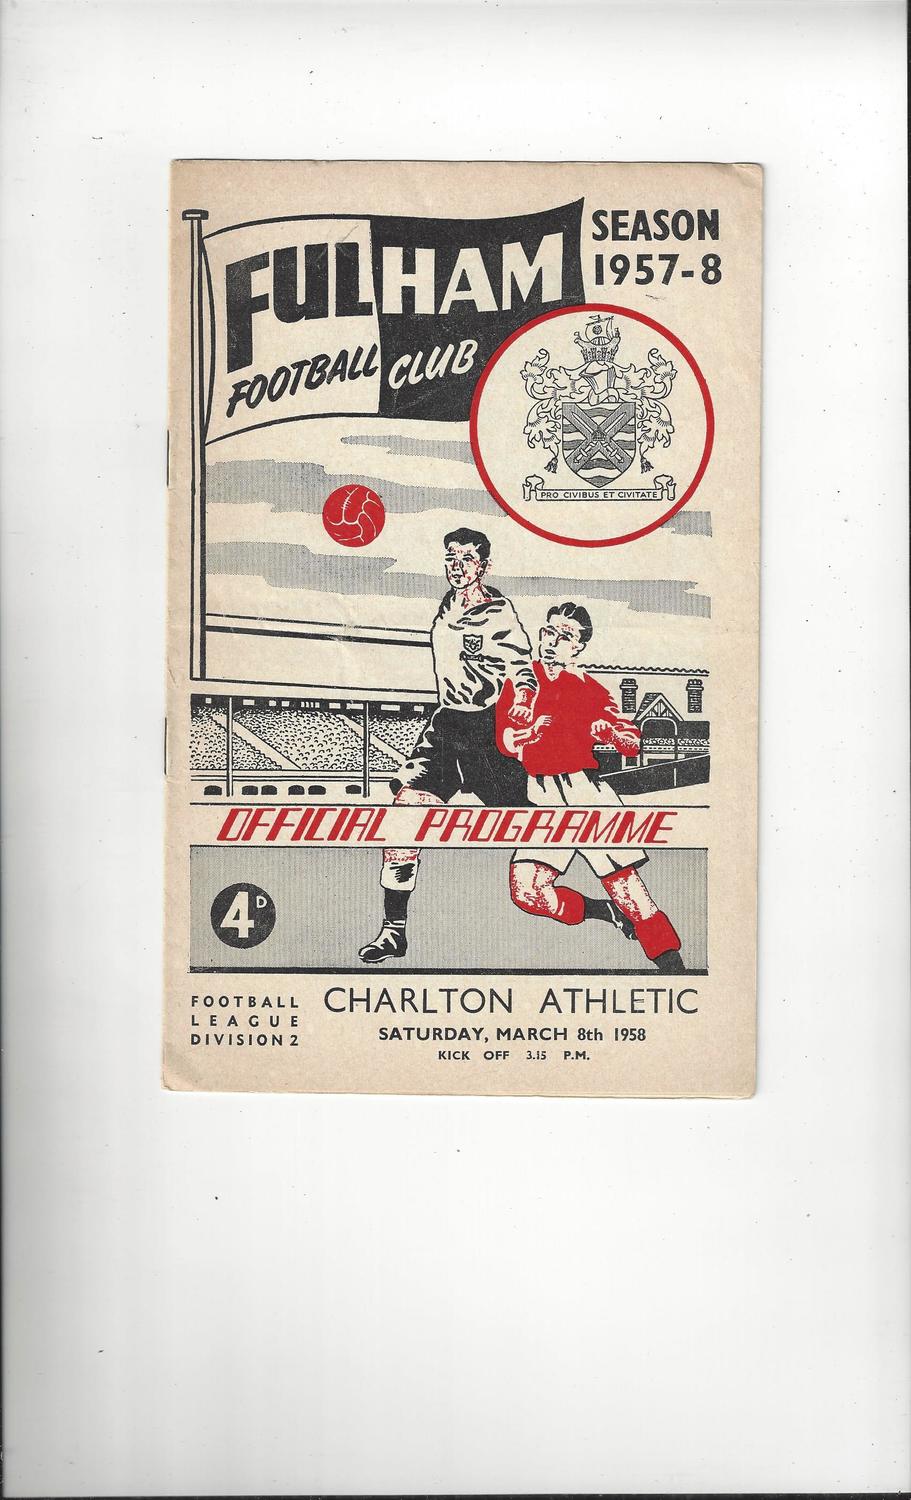 FULHAM
FOOTBALL CLUB
SEASON
1957-8
PRO CIVIBUS ET CIVITATE
OFFICIAL PROGRAMME
4D
FOOTBALL
LEAGUE
DIVISION 2
CHARLTON ATHLETIC
SATURDAY, MARCH 8th 1958
KICK OFF 3.15 P.M.